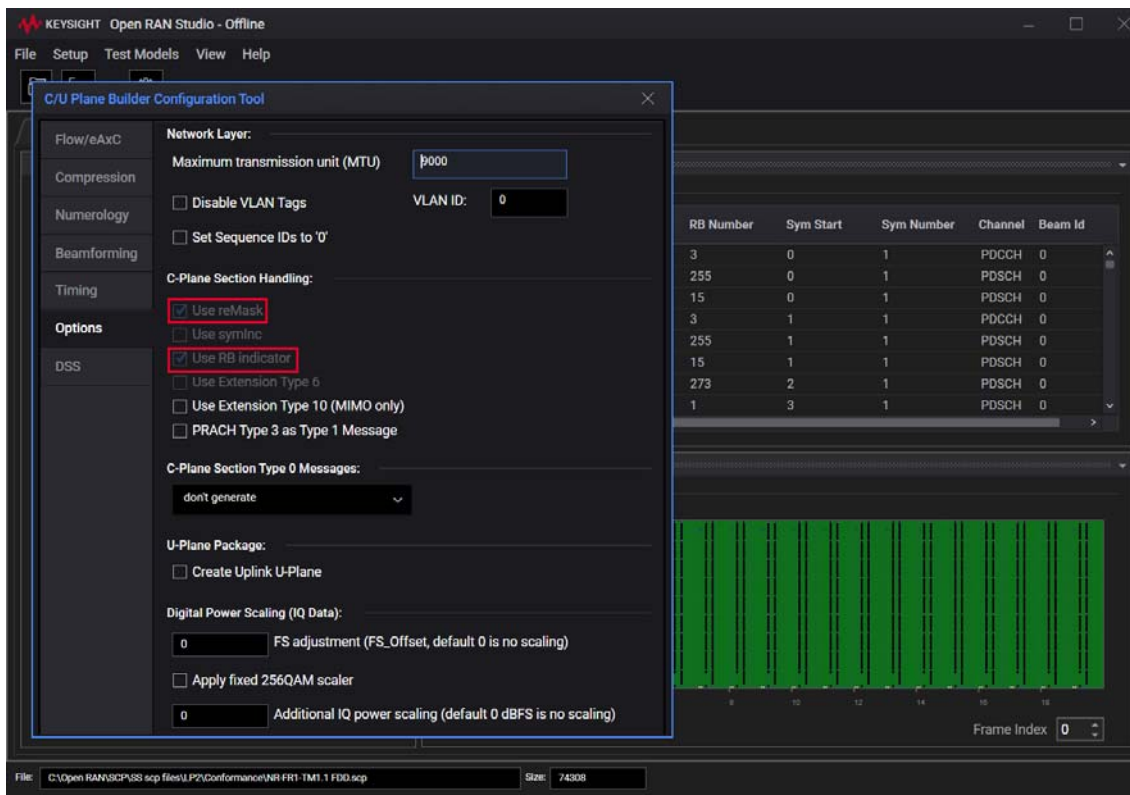 KEYSIGHT Open RAN Studio - Offline
File Setup Test Models View Help
C/U Plane Builder Configuration Tool
Flow/eAxC
Compression
Numerology
Beamforming
Timing
Options
DSS
Network Layer:
Maximum transmission unit (MTU) 9000
Disable VLAN Tags VLAN ID: 0
Set Sequence IDs to '0'
C-Plane Section Handling:
Use reMask
Use symInc
Use RB indicator
Use Extension Type 6
Use Extension Type 10 (MIMO only)
PRACH Type 3 as Type 1 Message
C-Plane Section Type 0 Messages:
don't generate
U-Plane Package:
Create Uplink U-Plane
Digital Power Scaling (IQ Data):
0 FS adjustment (FS_Offset, default 0 is no scaling)
Apply fixed 256QAM scaler
0 Additional IQ power scaling (default 0 dBFS is no scaling)
RB Number Sym Start Sym Number Channel Beam Id
3 0 1 PDCCH 0
255 0 1 PDSCH 0
15 0 1 PDSCH 0
3 1 1 PDCCH 0
255 1 1 PDSCH 0
15 1 1 PDSCH 0
273 2 1 PDSCH 0
1 3 1 PDSCH 0
8 10 12 14 16 18
Frame Index 0
File: C:\Open RAN\SCP\SS scp files\LP2\Conformance\NR-FR1-TM1.1 FDD.scp Size: 74308